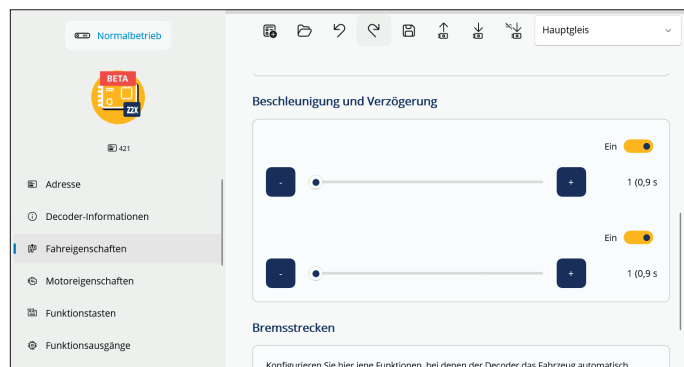 Normalbetrieb
Hauptgleis
BETA
Z2X
421
Adresse
Decoder-Informationen
Fahreigenschaften
Motoreigenschaften
Funktionstasten
Funktionsausgänge
Beschleunigung und Verzögerung
Ein
- + 1 (0,9 s
Ein
- + 1 (0,9 s
Bremsstrecken
Konfigurieren Sie hier jene Funktionen, bei denen der Decoder das Fahrzeug automatisch